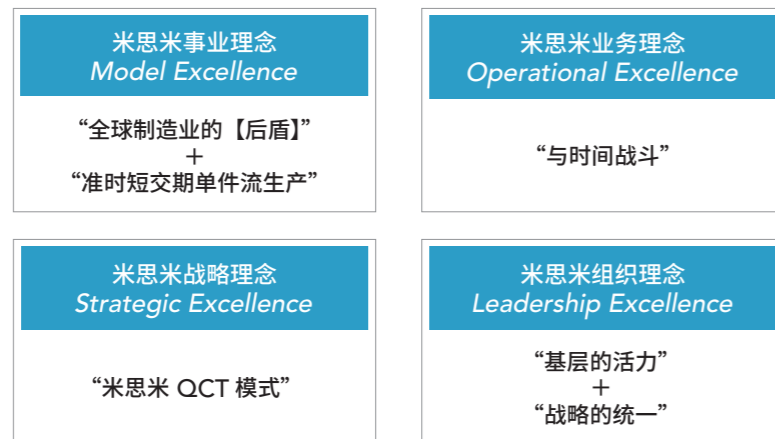 米思米事业理念
Model Excellence
“全球制造业的【后盾】”
+
“准时短交期单件流生产”
米思米业务理念
Operational Excellence
“与时间战斗”
米思米战略理念
Strategic Excellence
“米思米 QCT 模式”
米思米组织理念
Leadership Excellence
“基层的活力”
+
“战略的统一”